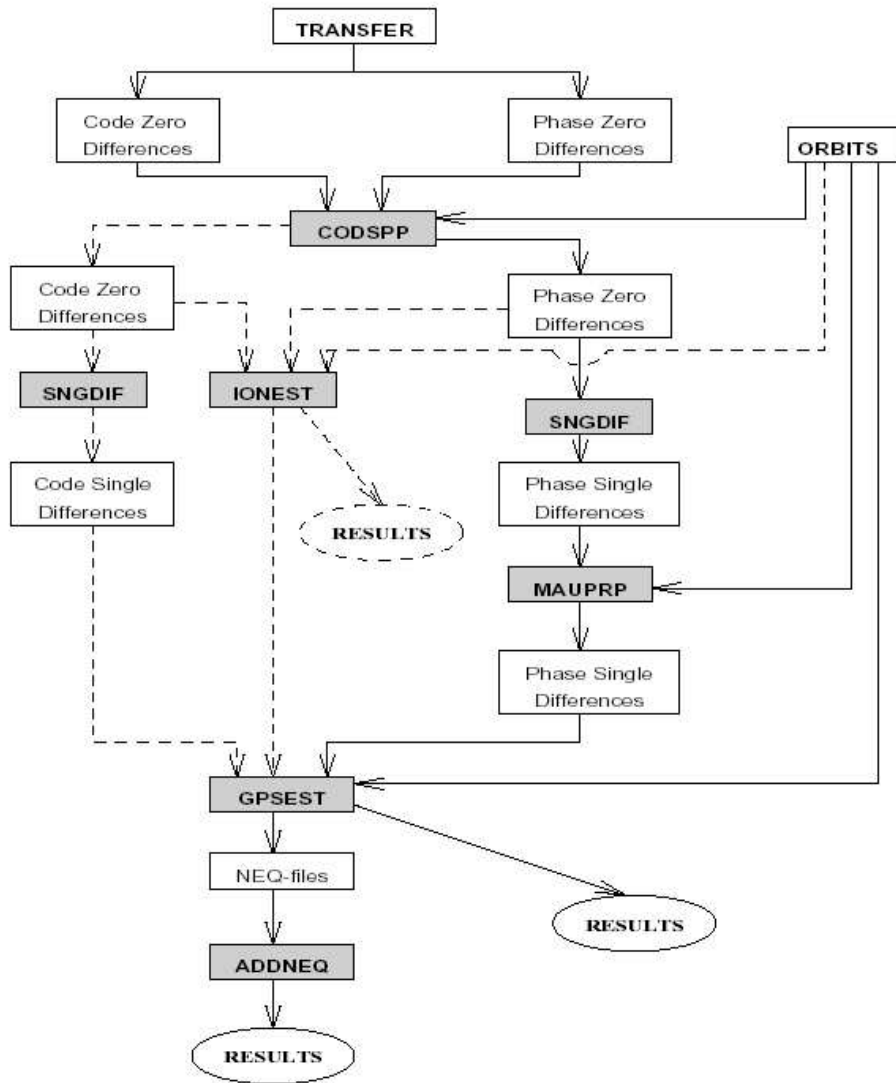 TRANSFER
Code Zero
Differences
Phase Zero
Differences
ORBITS
CODSPP
Code Zero
Differences
Phase Zero
Differences
SNGDIF
IONEST
SNGDIF
Code Single
Differences
Phase Single
Differences
RESULTS
MAUPRP
Phase Single
Differences
GPSEST
NEQ-files
RESULTS
ADDNEQ
RESULTS